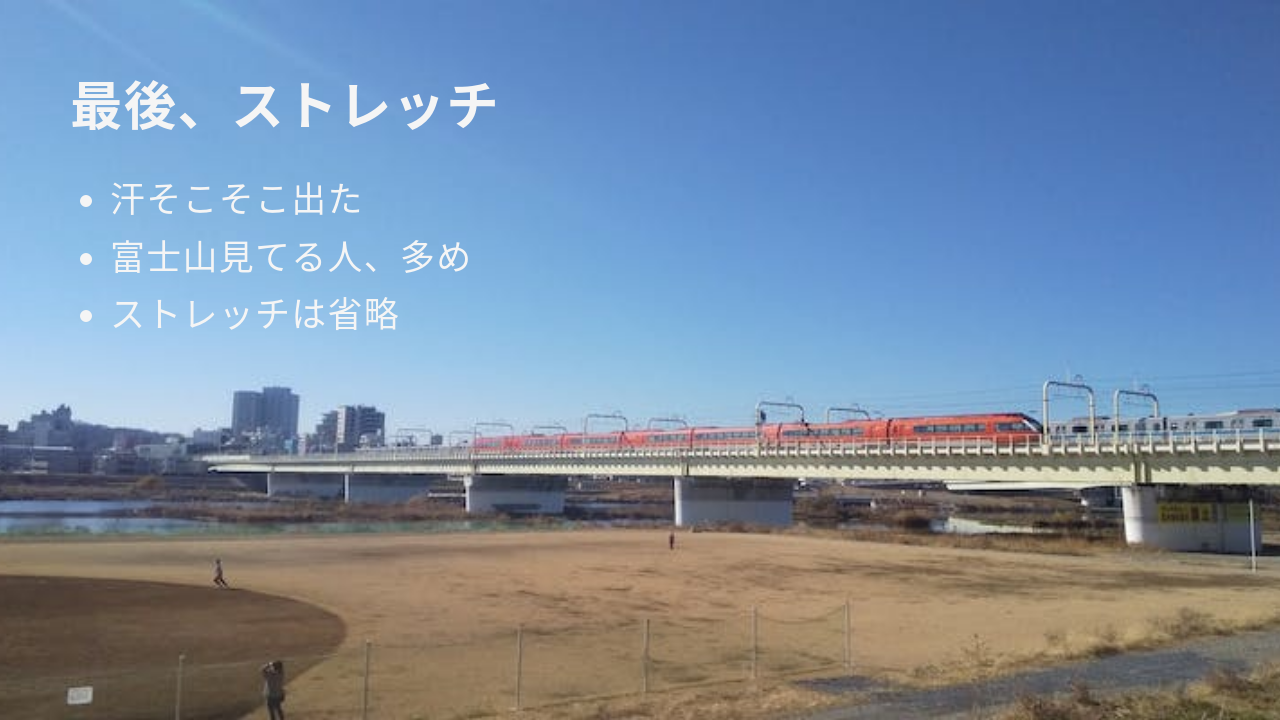 最後、ストレッチ
汗そこそこ出た
富士山見てる人、多め
ストレッチは省略